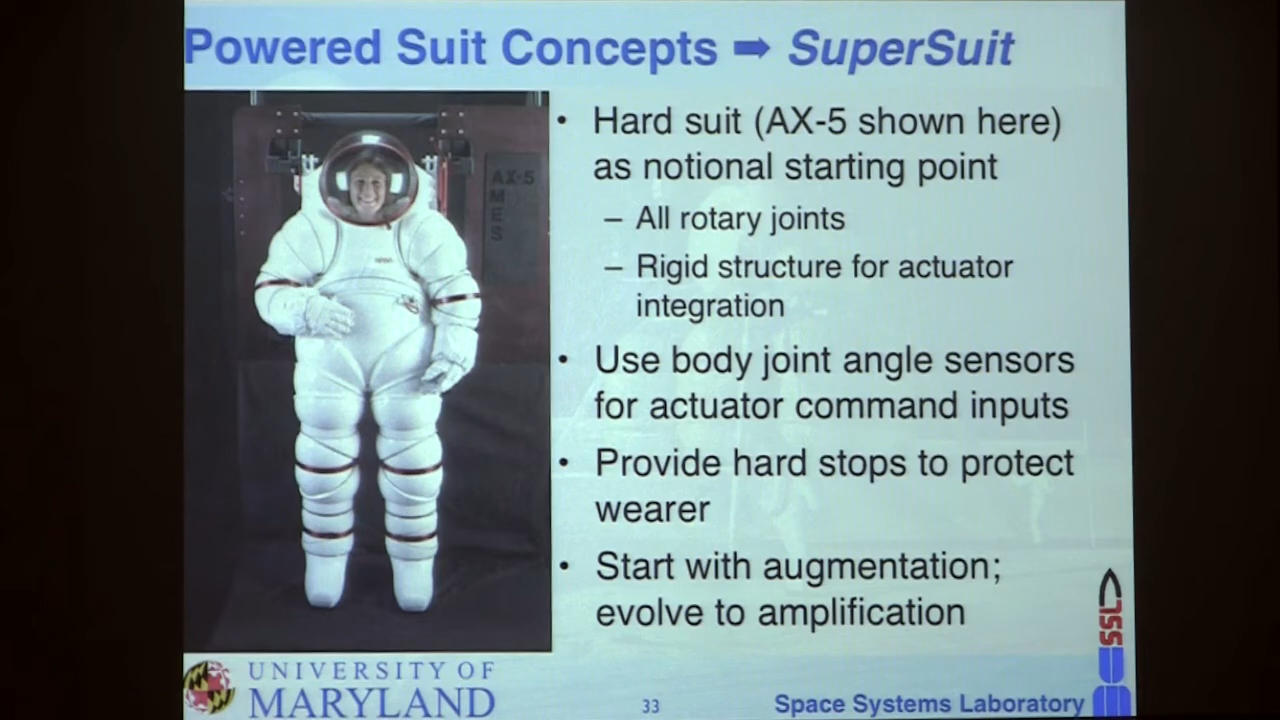 Powered Suit Concepts ➡ SuperSuit
• Hard suit (AX-5 shown here)
as notional starting point
– All rotary joints
– Rigid structure for actuator
integration
• Use body joint angle sensors
for actuator command inputs
• Provide hard stops to protect
wearer
• Start with augmentation;
evolve to amplification
AX-5
M
E
S
NASA
UNIVERSITY OF
MARYLAND
33
Space Systems Laboratory
SSL